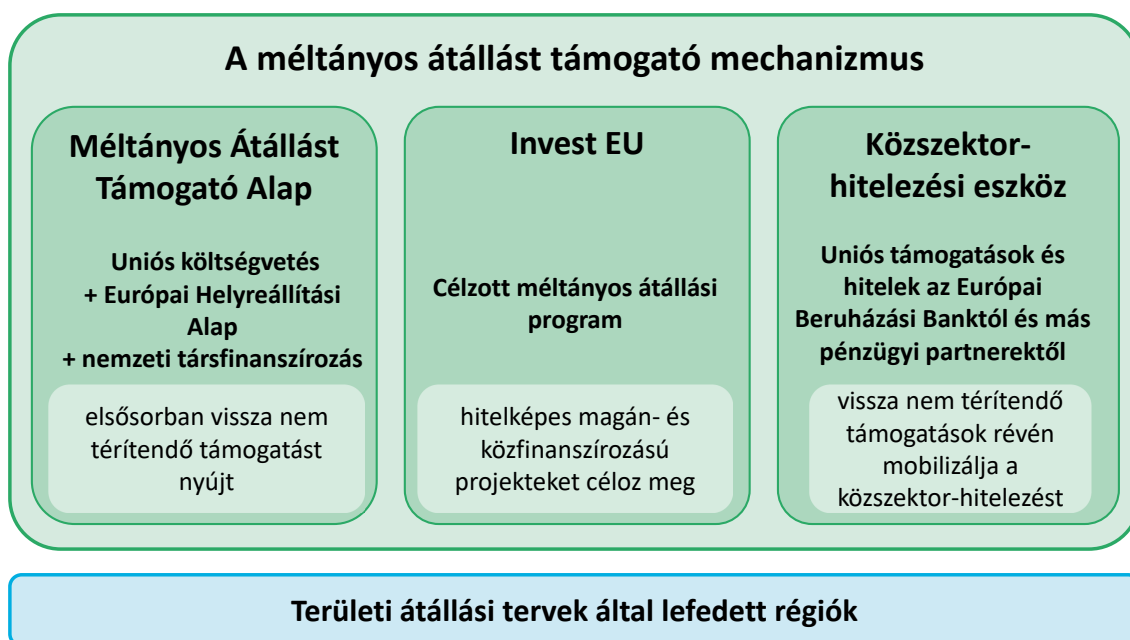 A méltányos átállást támogató mechanizmus
Méltányos Átállást
Támogató Alap
Uniós költségvetés
+ Európai Helyreállítási
Alap
+ nemzeti társfinanszírozás
elsősorban vissza nem
térítendő támogatást
nyújt
Invest EU
Célzott méltányos átállási
program
hitelképes magán- és
közfinanszírozású
projekteket céloz meg
Közszektor-
hitelezési eszköz
Uniós támogatások és
hitelek az Európai
Beruházási Banktól és más
pénzügyi partnerektől
vissza nem térítendő
támogatások révén
mobilizálja a
közszektor-hitelezést
Területi átállási tervek által lefedett régiók